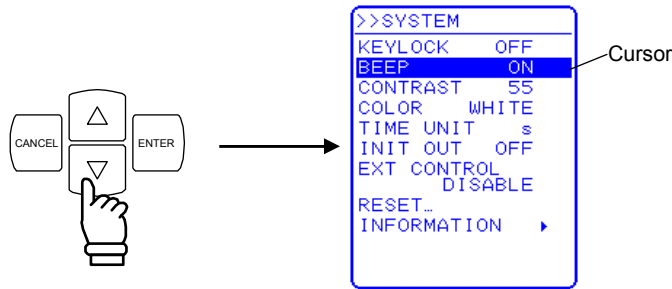 CANCEL
ENTER
>>SYSTEM
KEYLOCK OFF
BEEP ON
CONTRAST 55
COLOR WHITE
TIME UNIT s
INIT OUT OFF
EXT CONTROL
DISABLE
RESET…
INFORMATION
Cursor